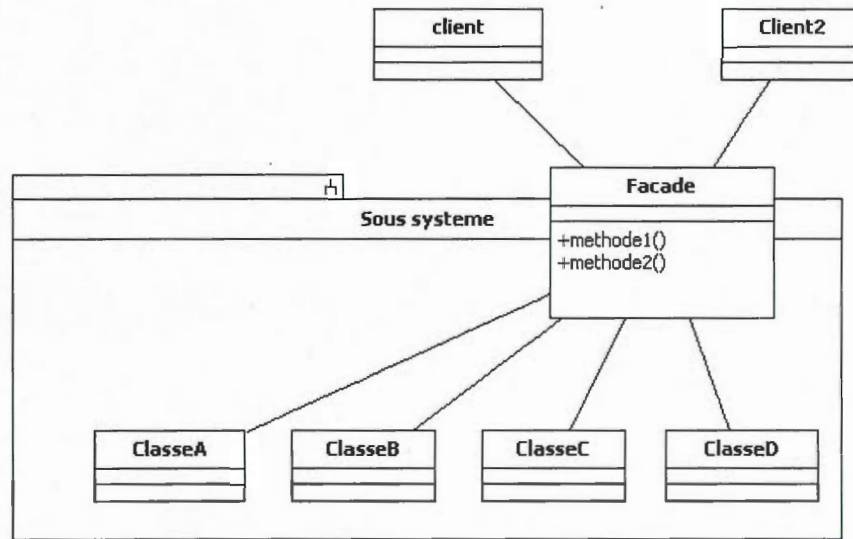 client
Client2
Facade
Sous systeme
+methode1()
+methode2()
ClasseA
ClasseB
ClasseC
ClasseD